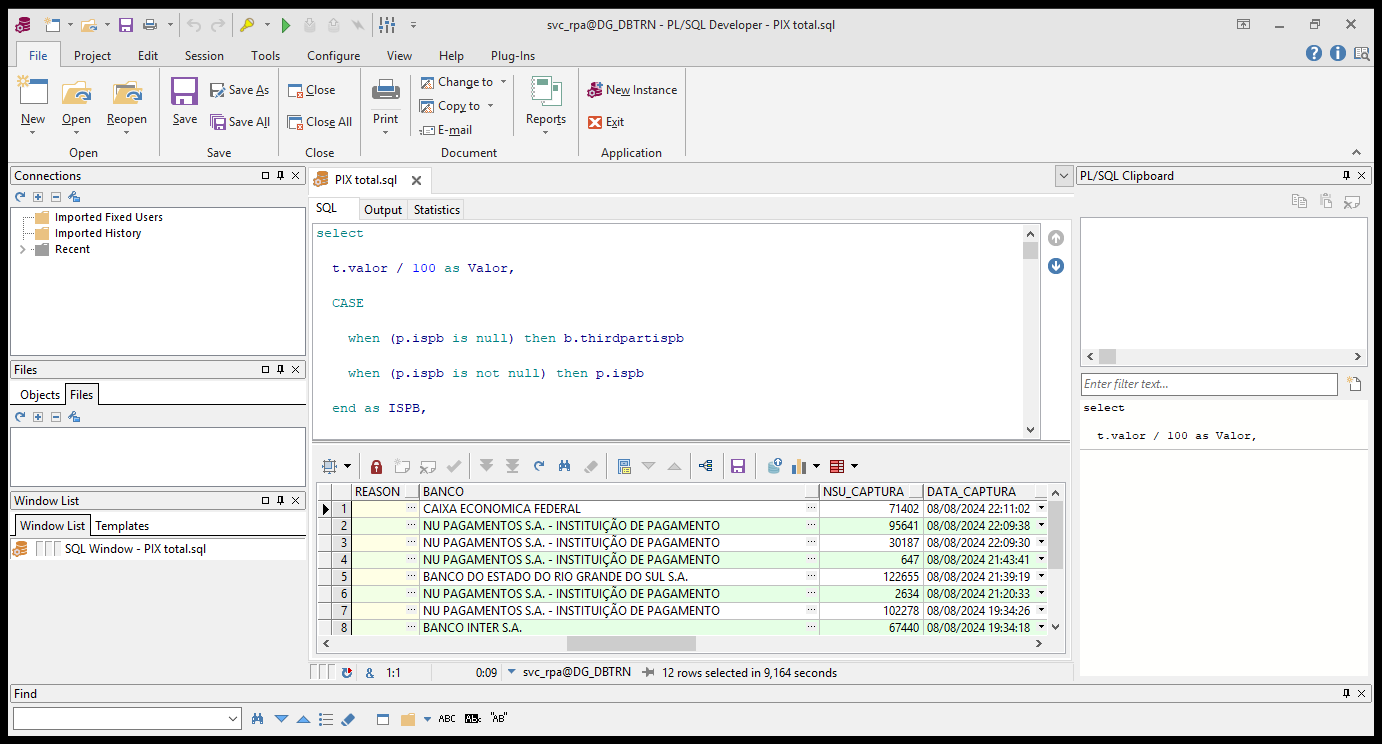 svc_rpa@DG_DBTRN - PL/SQL Developer - PIX total.sql
File Project Edit Session Tools Configure View Help Plug-Ins
New Open Reopen Save Save As Save All Close Close All Print Change to Copy to E-mail Reports New Instance Exit
Open Save Close Document Application
Connections
Imported Fixed Users
Imported History
Recent
Files
Objects Files
Window List
Window List Templates
SQL Window - PIX total.sql
PIX total.sql
SQL Output Statistics
select
t.valor / 100 as Valor,
CASE
when (p.ispb is null) then b.thirdpartispb
when (p.ispb is not null) then p.ispb
end as ISPB,
REASON BANCO NSU_CAPTURA DATA_CAPTURA
1 CAIXA ECONOMICA FEDERAL 71402 08/08/2024 22:11:02
2 NU PAGAMENTOS S.A. - INSTITUIÇÃO DE PAGAMENTO 95641 08/08/2024 22:09:38
3 NU PAGAMENTOS S.A. - INSTITUIÇÃO DE PAGAMENTO 30187 08/08/2024 22:09:30
4 NU PAGAMENTOS S.A. - INSTITUIÇÃO DE PAGAMENTO 647 08/08/2024 21:43:41
5 BANCO DO ESTADO DO RIO GRANDE DO SUL S.A. 122655 08/08/2024 21:39:19
6 NU PAGAMENTOS S.A. - INSTITUIÇÃO DE PAGAMENTO 2634 08/08/2024 21:20:33
7 NU PAGAMENTOS S.A. - INSTITUIÇÃO DE PAGAMENTO 102278 08/08/2024 19:34:26
8 BANCO INTER S.A. 67440 08/08/2024 19:34:18
& 1:1 0:09 svc_rpa@DG_DBTRN 12 rows selected in 9,164 seconds
PL/SQL Clipboard
Enter filter text...
select
t.valor / 100 as Valor,
Find
ABC AB "AB"